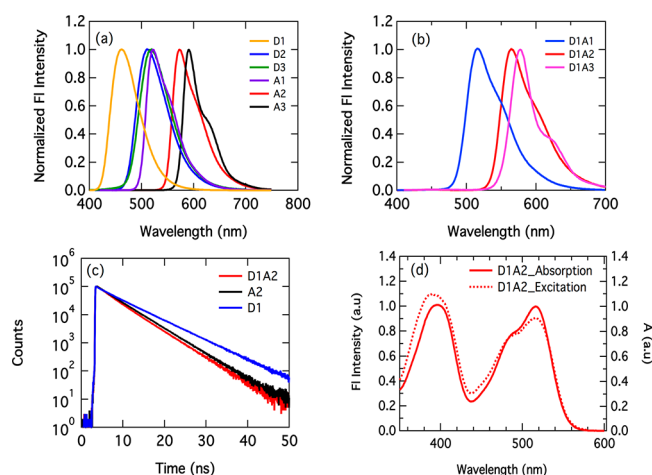 (a)
D1
D2
D3
A1
A2
A3
1.0
0.8
0.6
0.4
0.2
0.0
Normalized Fl Intensity
400 500 600 700 800
Wavelength (nm)
(b)
D1A1
D1A2
D1A3
1.0
0.8
0.6
0.4
0.2
0.0
Normalized Fl Intensity
400 500 600 700
Wavelength (nm)
(c)
D1A2
A2
D1
10^6
10^5
10^4
10^3
10^2
10^1
10^0
Counts
0 10 20 30 40 50
Time (ns)
(d)
D1A2_Absorption
D1A2_Excitation
1.4
1.2
1.0
0.8
0.6
0.4
0.2
0.0
Fl Intensity (a.u)
1.4
1.2
1.0
0.8
0.6
0.4
0.2
0.0
A (a.u)
400 500 600
Wavelength (nm)